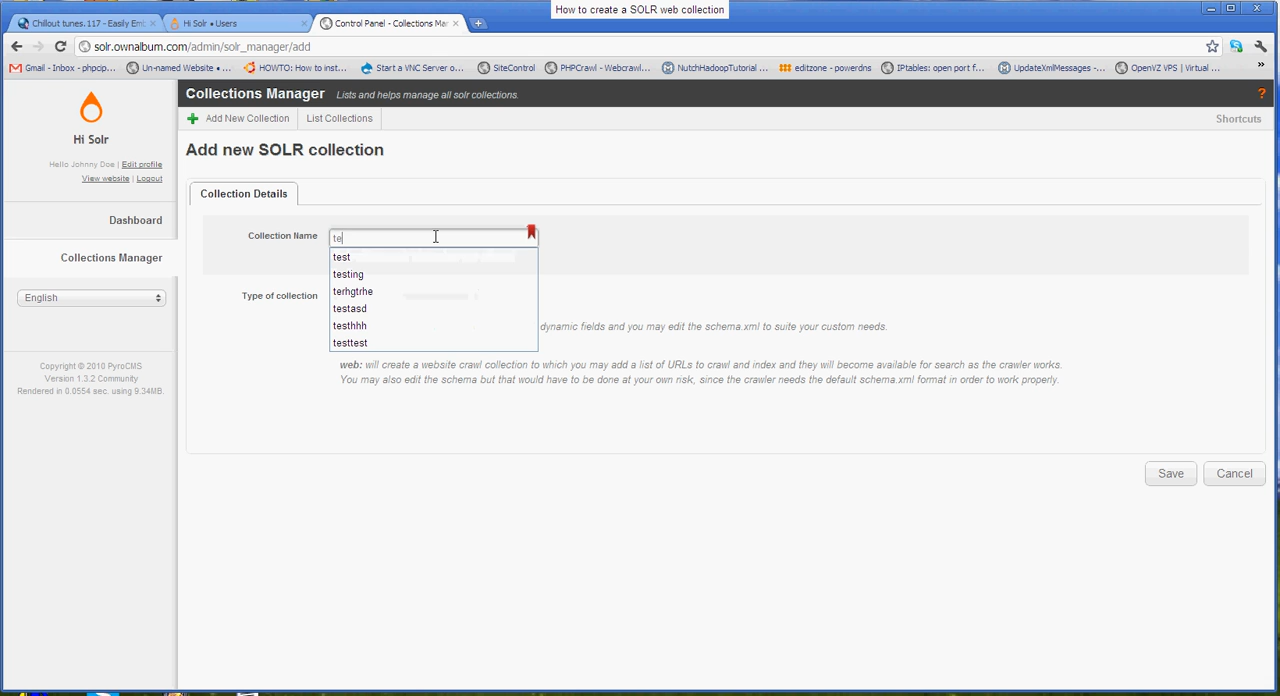 How to create a SOLR web collection
Chillout tunes.117 - Easily Em
Hi Solr • Users
Control Panel - Collections Ma
solr.ownalbum.com/admin/solr_manager/add
Gmail - Inbox - phpcip...
Un-named Website • ...
HOWTO: How to inst...
Start a VNC Server o...
SiteControl
PHPCrawl - Webcrawl...
NutchHadoopTutorial ...
editzone - powerdns
IPtables: open port f...
UpdateXmlMessages -...
OpenVZ VPS | Virtual ...
»
Hi Solr
Hello Johnny Doe | Edit profile
View website | Logout
Dashboard
Collections Manager
English
Copyright © 2010 PyroCMS
Version 1.3.2 Community
Rendered in 0.0554 sec. using 9.34MB.
Collections Manager Lists and helps manage all solr collections. ?
Add New Collection
List Collections
Shortcuts
Add new SOLR collection
Collection Details
Collection Name
te
test
testing
terhgtrhe
testasd
testhhh
testtest
Type of collection
dynamic fields and you may edit the schema.xml to suite your custom needs.
web: will create a website crawl collection to which you may add a list of URLs to crawl and index and they will become available for search as the crawler works.
You may also edit the schema but that would have to be done at your own risk, since the crawler needs the default schema.xml format in order to work properly.
Save
Cancel